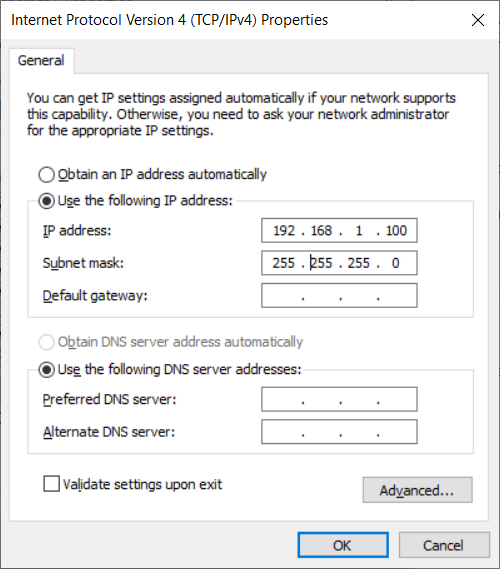 Internet Protocol Version 4 (TCP/IPv4) Properties
General
You can get IP settings assigned automatically if your network supports
this capability. Otherwise, you need to ask your network administrator
for the appropriate IP settings.
Obtain an IP address automatically
Use the following IP address:
IP address: 192 . 168 . 1 . 100
Subnet mask: 255 . 255 . 255 . 0
Default gateway: . . .
Obtain DNS server address automatically
Use the following DNS server addresses:
Preferred DNS server: . . .
Alternate DNS server: . . .
Validate settings upon exit
Advanced...
OK Cancel